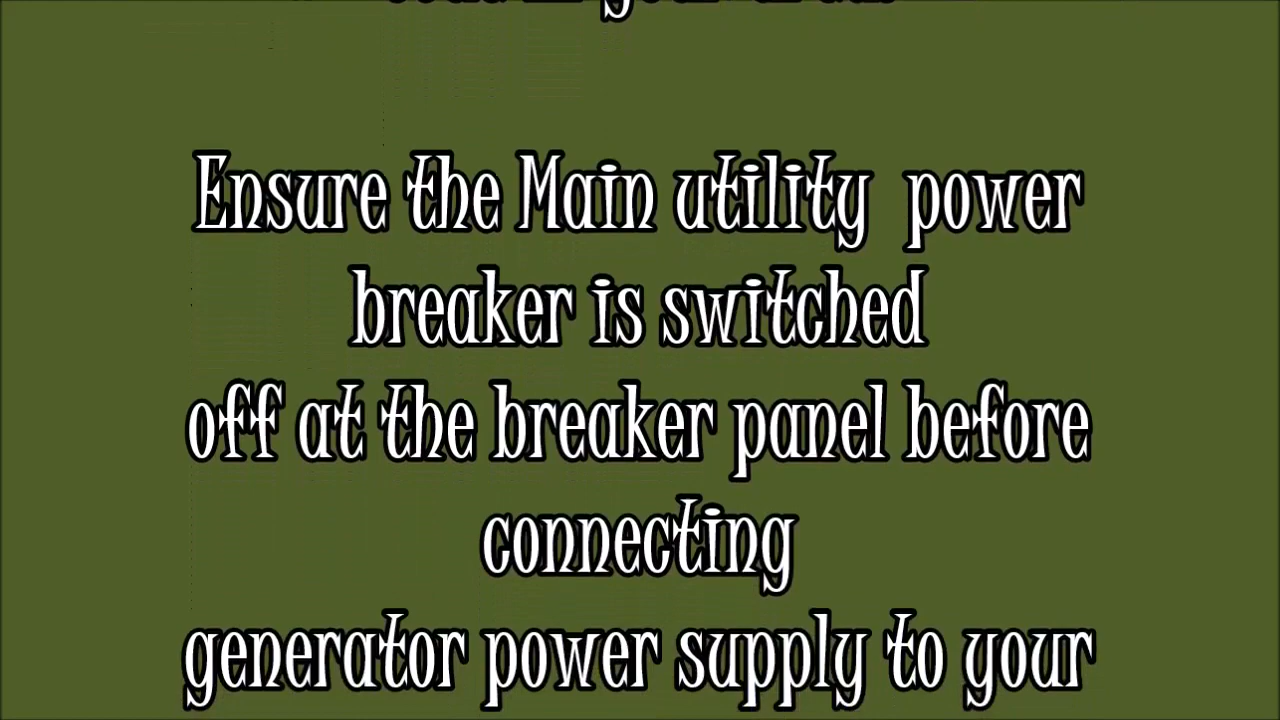 Ensure the Main utility  power
breaker is switched
off at the breaker panel before
connecting
generator power supply to your